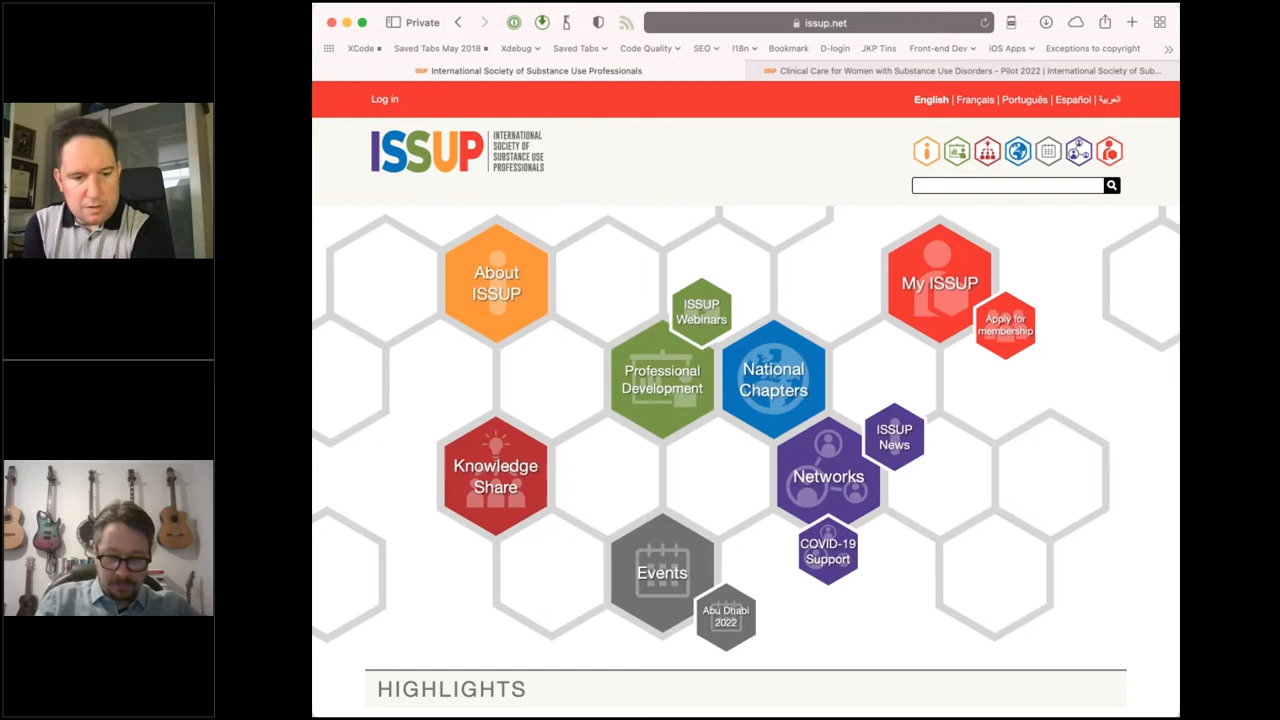 Private
issup.net
XCode
Saved Tabs May 2018
Xdebug
Saved Tabs
Code Quality
SEO
I18n
Bookmark
D-login
JKP Tins
Front-end Dev
iOS Apps
Exceptions to copyright
ISSUP International Society of Substance Use Professionals
ISSUP Clinical Care for Women with Substance Use Disorders - Pilot 2022 | International Society of Sub...
Log in
English | Français | Português | Español | العربية
ISSUP
INTERNATIONAL
SOCIETY OF
SUBSTANCE USE
PROFESSIONALS
About
ISSUP
My ISSUP
Apply for
membership
ISSUP
Webinars
Professional
Development
National
Chapters
ISSUP
News
Knowledge
Share
Networks
COVID-19
Support
Events
Abu Dhabi
2022
HIGHLIGHTS